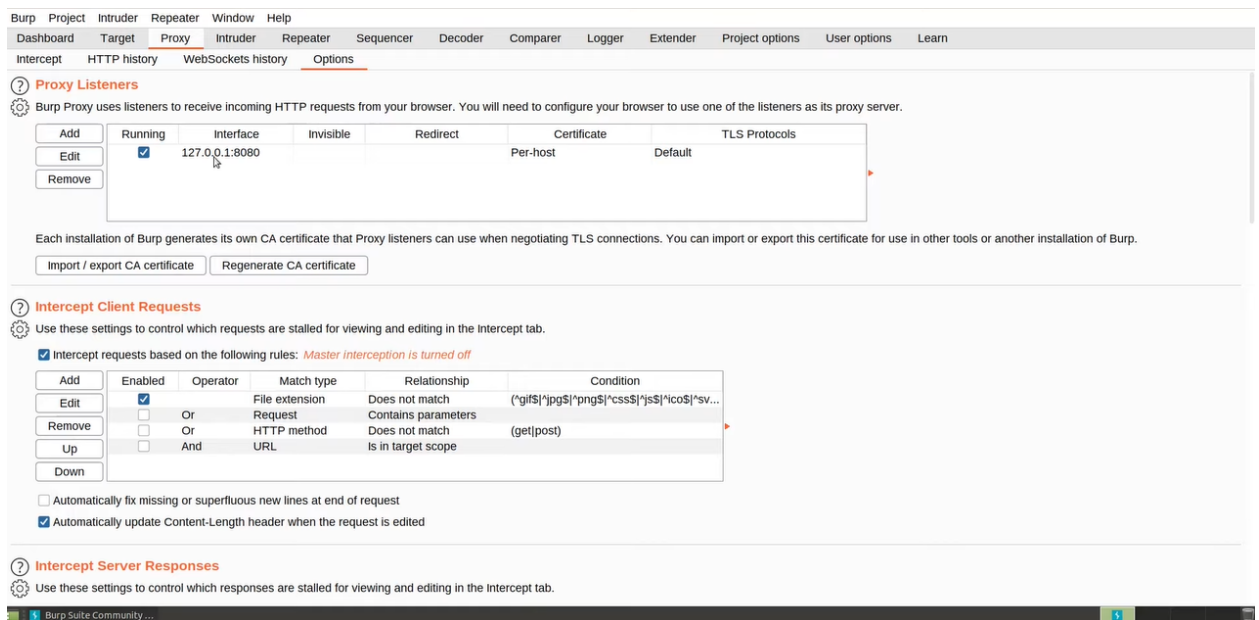 Burp Project Intruder Repeater Window Help
Dashboard Target Proxy Intruder Repeater Sequencer Decoder Comparer Logger Extender Project options User options Learn
Intercept HTTP history WebSockets history Options
? Proxy Listeners
Burp Proxy uses listeners to receive incoming HTTP requests from your browser. You will need to configure your browser to use one of the listeners as its proxy server.
Add Running Interface Invisible Redirect Certificate TLS Protocols
Edit 127.0.0.1:8080 Per-host Default
Remove
Each installation of Burp generates its own CA certificate that Proxy listeners can use when negotiating TLS connections. You can import or export this certificate for use in other tools or another installation of Burp.
Import / export CA certificate Regenerate CA certificate
? Intercept Client Requests
Use these settings to control which requests are stalled for viewing and editing in the Intercept tab.
Intercept requests based on the following rules: Master interception is turned off
Add Enabled Operator Match type Relationship Condition
Edit File extension Does not match (^gif$|^jpg$|^png$|^css$|^js$|^ico$|^sv...
Or Request Contains parameters
Remove Or HTTP method Does not match (get|post)
Up And URL Is in target scope
Down
Automatically fix missing or superfluous new lines at end of request
Automatically update Content-Length header when the request is edited
? Intercept Server Responses
Use these settings to control which responses are stalled for viewing and editing in the Intercept tab.
Burp Suite Community ...